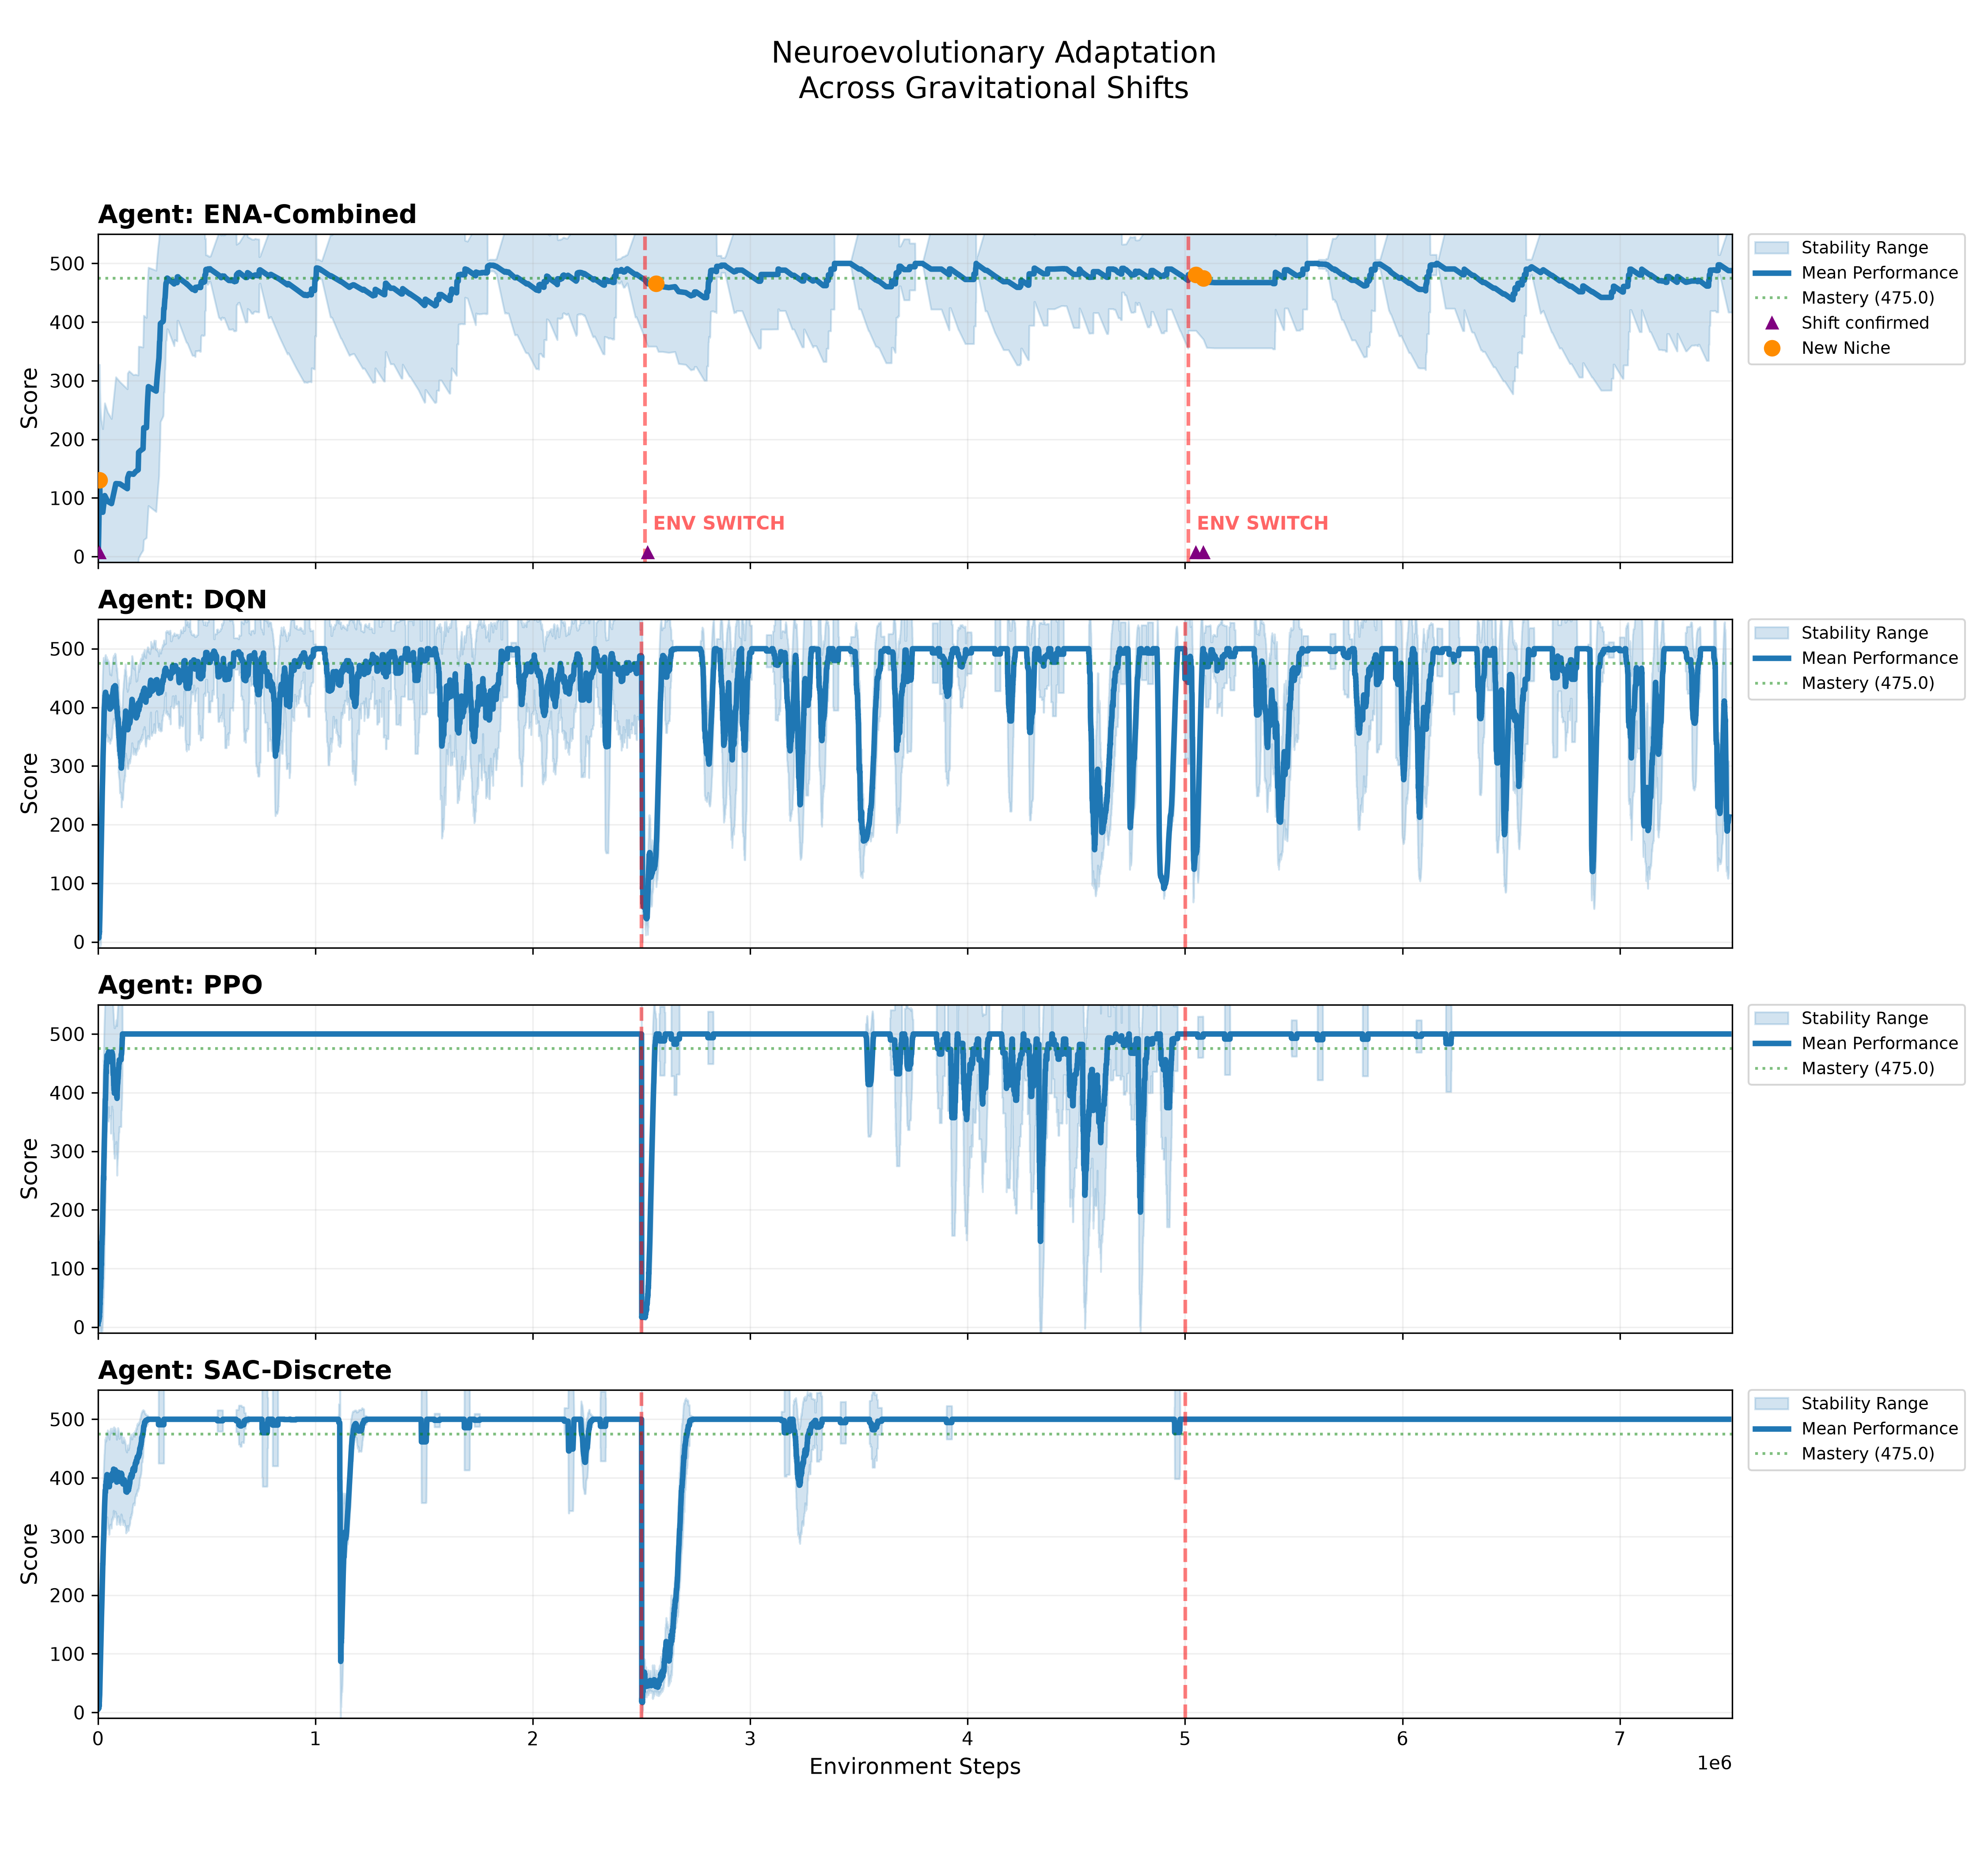 Neuroevolutionary Adaptation
Across Gravitational Shifts
Agent: ENA-Combined
Score
500
400
300
200
100
0
ENV SWITCH
ENV SWITCH
Stability Range
Mean Performance
Mastery (475.0)
Shift confirmed
New Niche
Agent: DQN
Score
500
400
300
200
100
0
Stability Range
Mean Performance
Mastery (475.0)
Agent: PPO
Score
500
400
300
200
100
0
Stability Range
Mean Performance
Mastery (475.0)
Agent: SAC-Discrete
Score
500
400
300
200
100
0
Stability Range
Mean Performance
Mastery (475.0)
0 1 2 3 4 5 6 7
1e6
Environment Steps